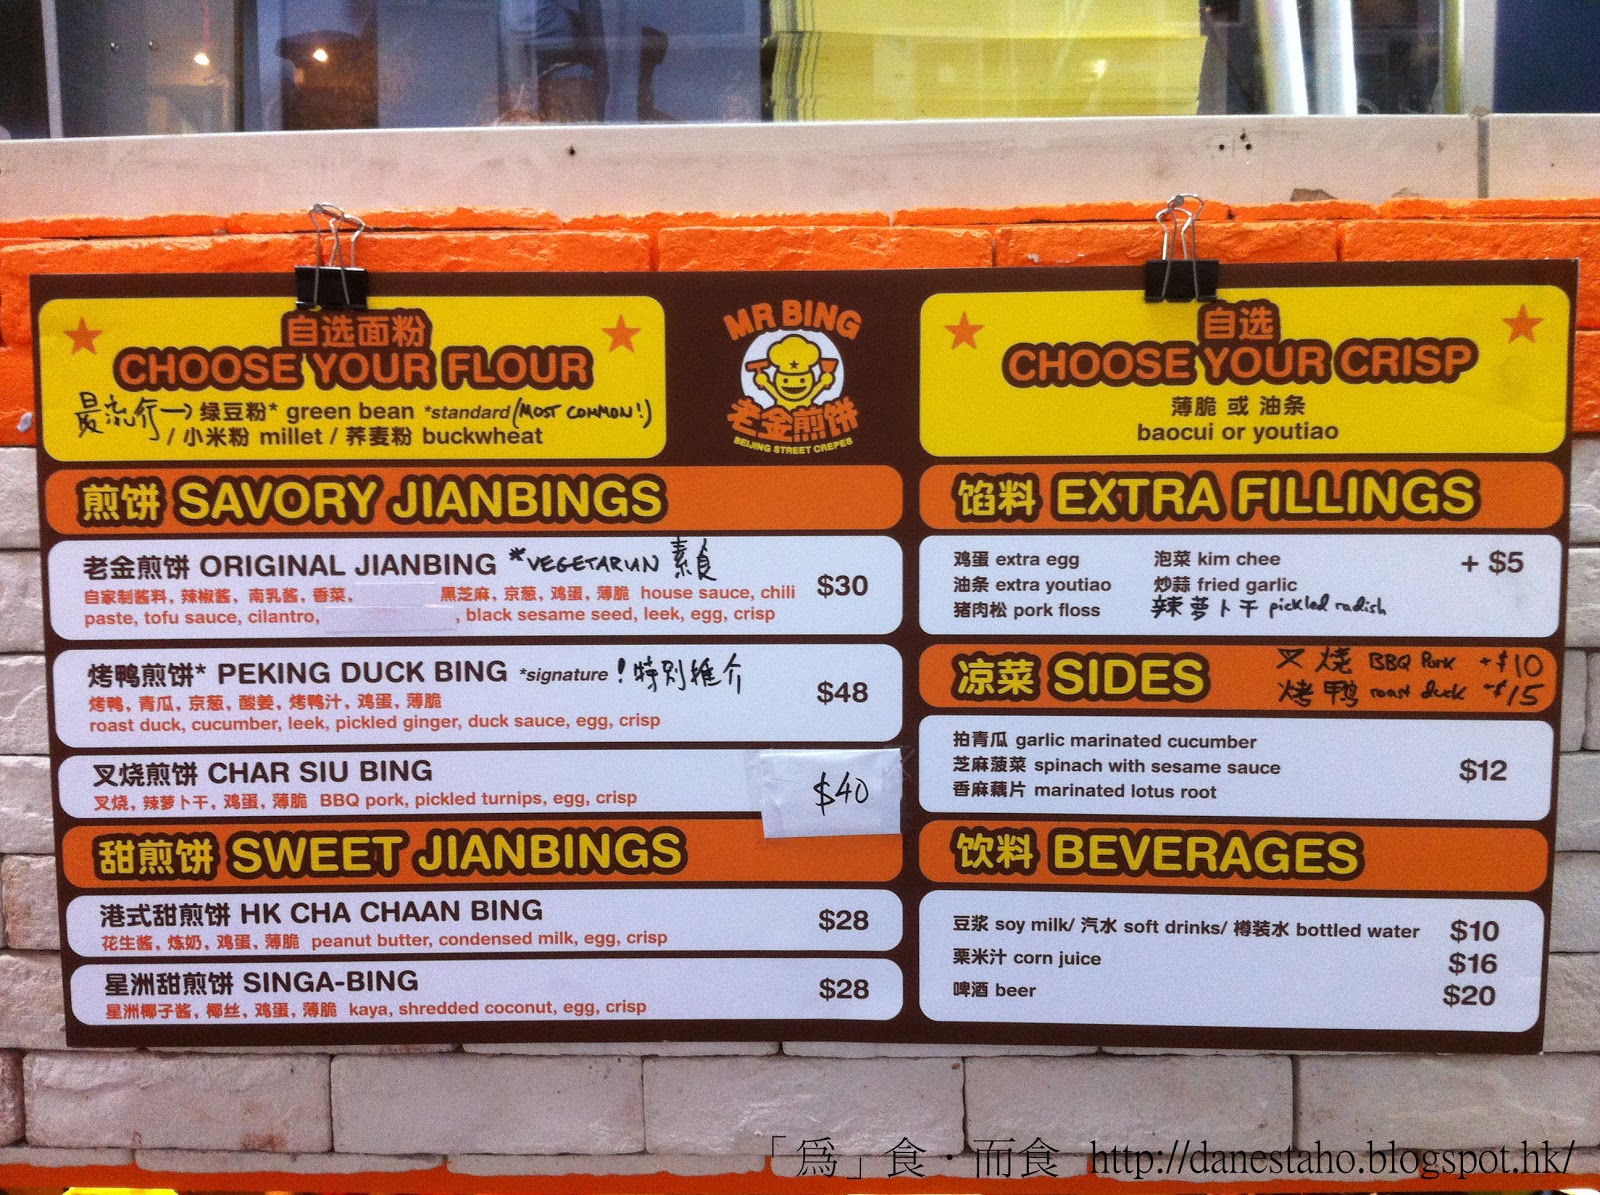 自选面粉
CHOOSE YOUR FLOUR
最流行→ 绿豆粉* green bean *standard (MOST COMMON!)
/ 小米粉 millet / 荞麦粉 buckwheat
MR BING
老金煎饼
BEIJING STREET CREPES
自选
CHOOSE YOUR CRISP
薄脆 或 油条
baocui or youtiao
煎饼 SAVORY JIANBINGS
老金煎饼 ORIGINAL JIANBING *VEGETARIAN 素食
自家制酱料, 辣椒酱, 南乳酱, 香菜, 黑芝麻, 京葱, 鸡蛋, 薄脆 house sauce, chili
paste, tofu sauce, cilantro, , black sesame seed, leek, egg, crisp
$30
烤鸭煎饼* PEKING DUCK BING *signature ! 特别推介
烤鸭, 青瓜, 京葱, 酸姜, 烤鸭汁, 鸡蛋, 薄脆
roast duck, cucumber, leek, pickled ginger, duck sauce, egg, crisp
$48
叉烧煎饼 CHAR SIU BING
叉烧, 辣萝卜干, 鸡蛋, 薄脆 BBQ pork, pickled turnips, egg, crisp
$40
甜煎饼 SWEET JIANBINGS
港式甜煎饼 HK CHA CHAAN BING
花生酱, 炼奶, 鸡蛋, 薄脆 peanut butter, condensed milk, egg, crisp
$28
星洲甜煎饼 SINGA-BING
星洲椰子酱, 椰丝, 鸡蛋, 薄脆 kaya, shredded coconut, egg, crisp
$28
馅料 EXTRA FILLINGS
鸡蛋 extra egg 泡菜 kim chee + $5
油条 extra youtiao 炒蒜 fried garlic
猪肉松 pork floss 辣萝卜干 pickled radish
凉菜 SIDES
叉烧 BBQ Pork +$10
烤鸭 roast duck +$15
拍青瓜 garlic marinated cucumber
芝麻菠菜 spinach with sesame sauce
香麻藕片 marinated lotus root
$12
饮料 BEVERAGES
豆浆 soy milk/ 汽水 soft drinks/ 樽装水 bottled water $10
栗米汁 corn juice $16
啤酒 beer $20
「為」食‧而食 http://danestaho.blogspot.hk/